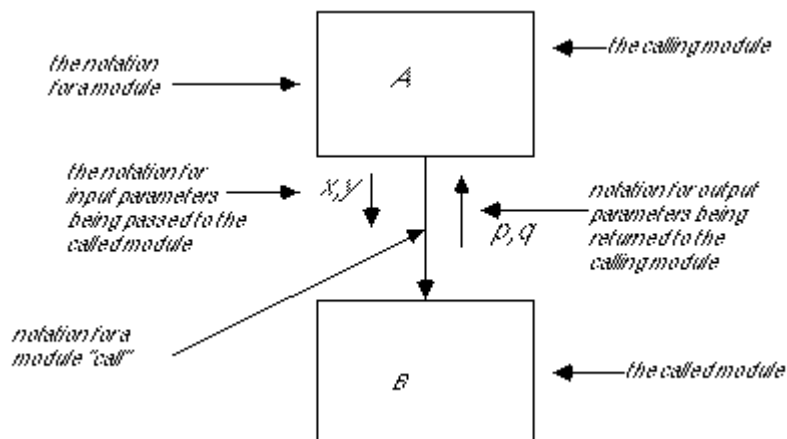 the calling module
the notation
for a module
A
the notation for
input parameters
being passed to the
called module
x,y
p,q
notation for output
parameters being
returned to the
calling module
notation for a
module "call"
B
the called module